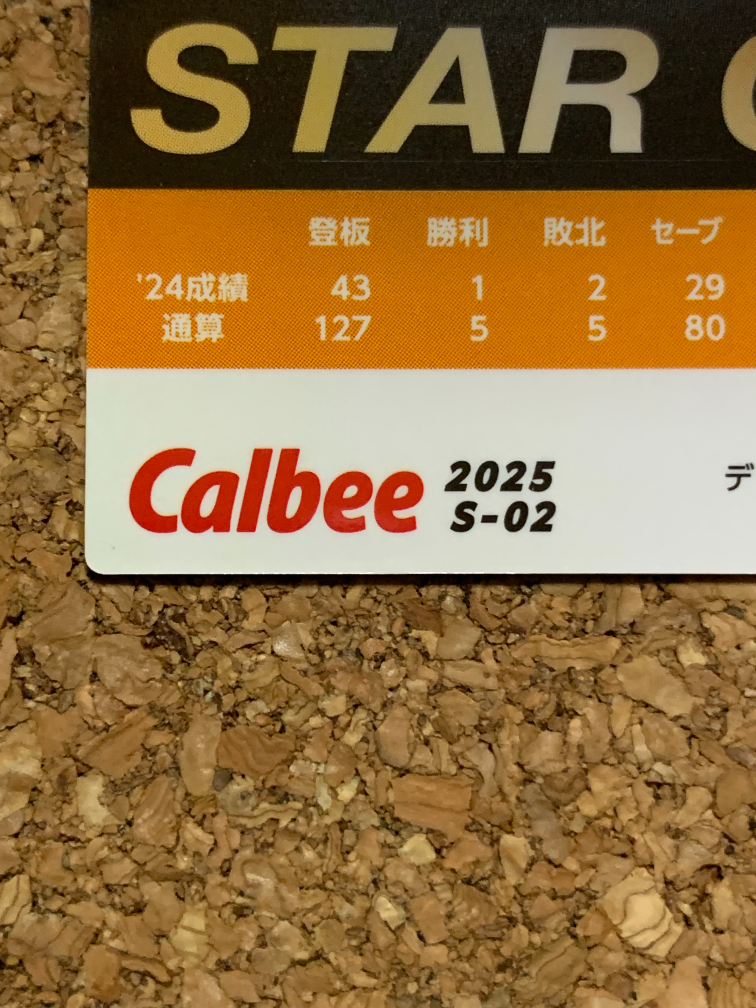 STAR C
登板 勝利 敗北 セーブ
'24成績 43 1 2 29
通算 127 5 5 80
Calbee 2025
S-02
デ